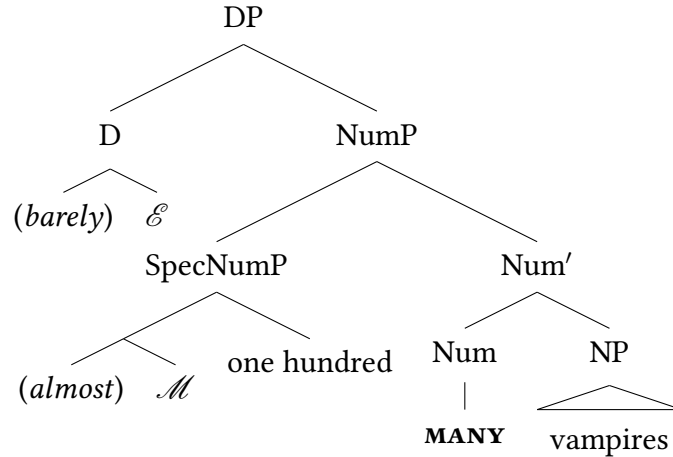 DP
D NumP
(barely) ℰ
SpecNumP Num′
(almost) ℳ one hundred Num NP
MANY vampires